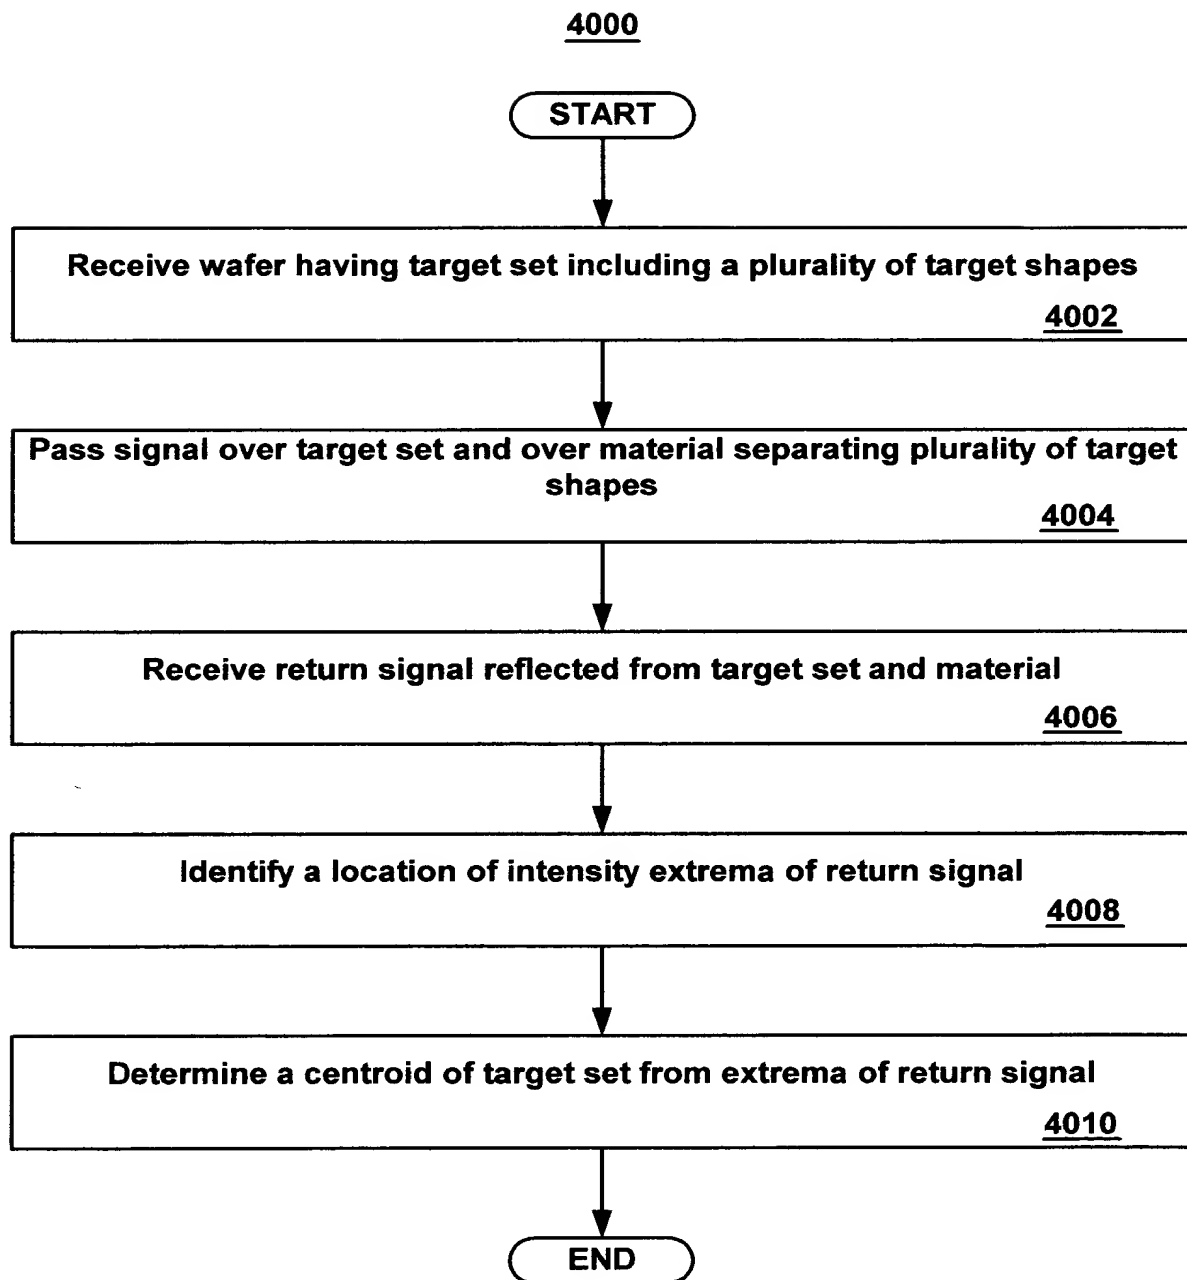 4000
START
Receive wafer having target set including a plurality of target shapes
4002
Pass signal over target set and over material separating plurality of target
shapes
4004
Receive return signal reflected from target set and material
4006
Identify a location of intensity extrema of return signal
4008
Determine a centroid of target set from extrema of return signal
4010
END